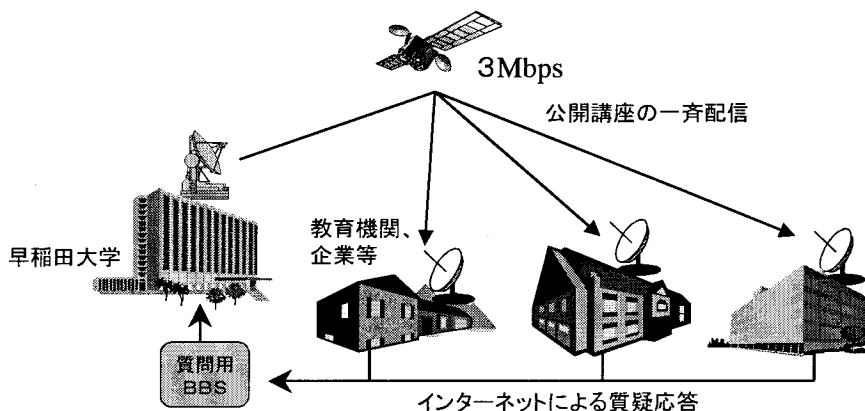 3Mbps
公開講座の一斉配信
早稲田大学
教育機関、
企業等
質問用
BBS
インターネットによる質疑応答